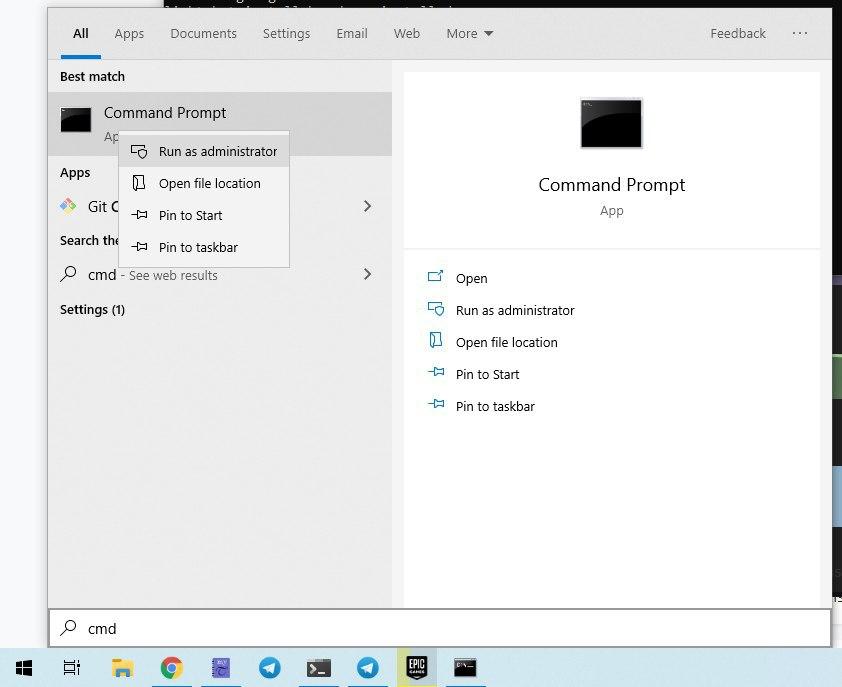 All Apps Documents Settings Email Web More Feedback ...
Best match
Command Prompt
Ap
Run as administrator
Open file location
Pin to Start
Pin to taskbar
Apps
Git C
Search the
cmd - See web results
Settings (1)
Command Prompt
App
Open
Run as administrator
Open file location
Pin to Start
Pin to taskbar
cmd
EPIC
GAMES